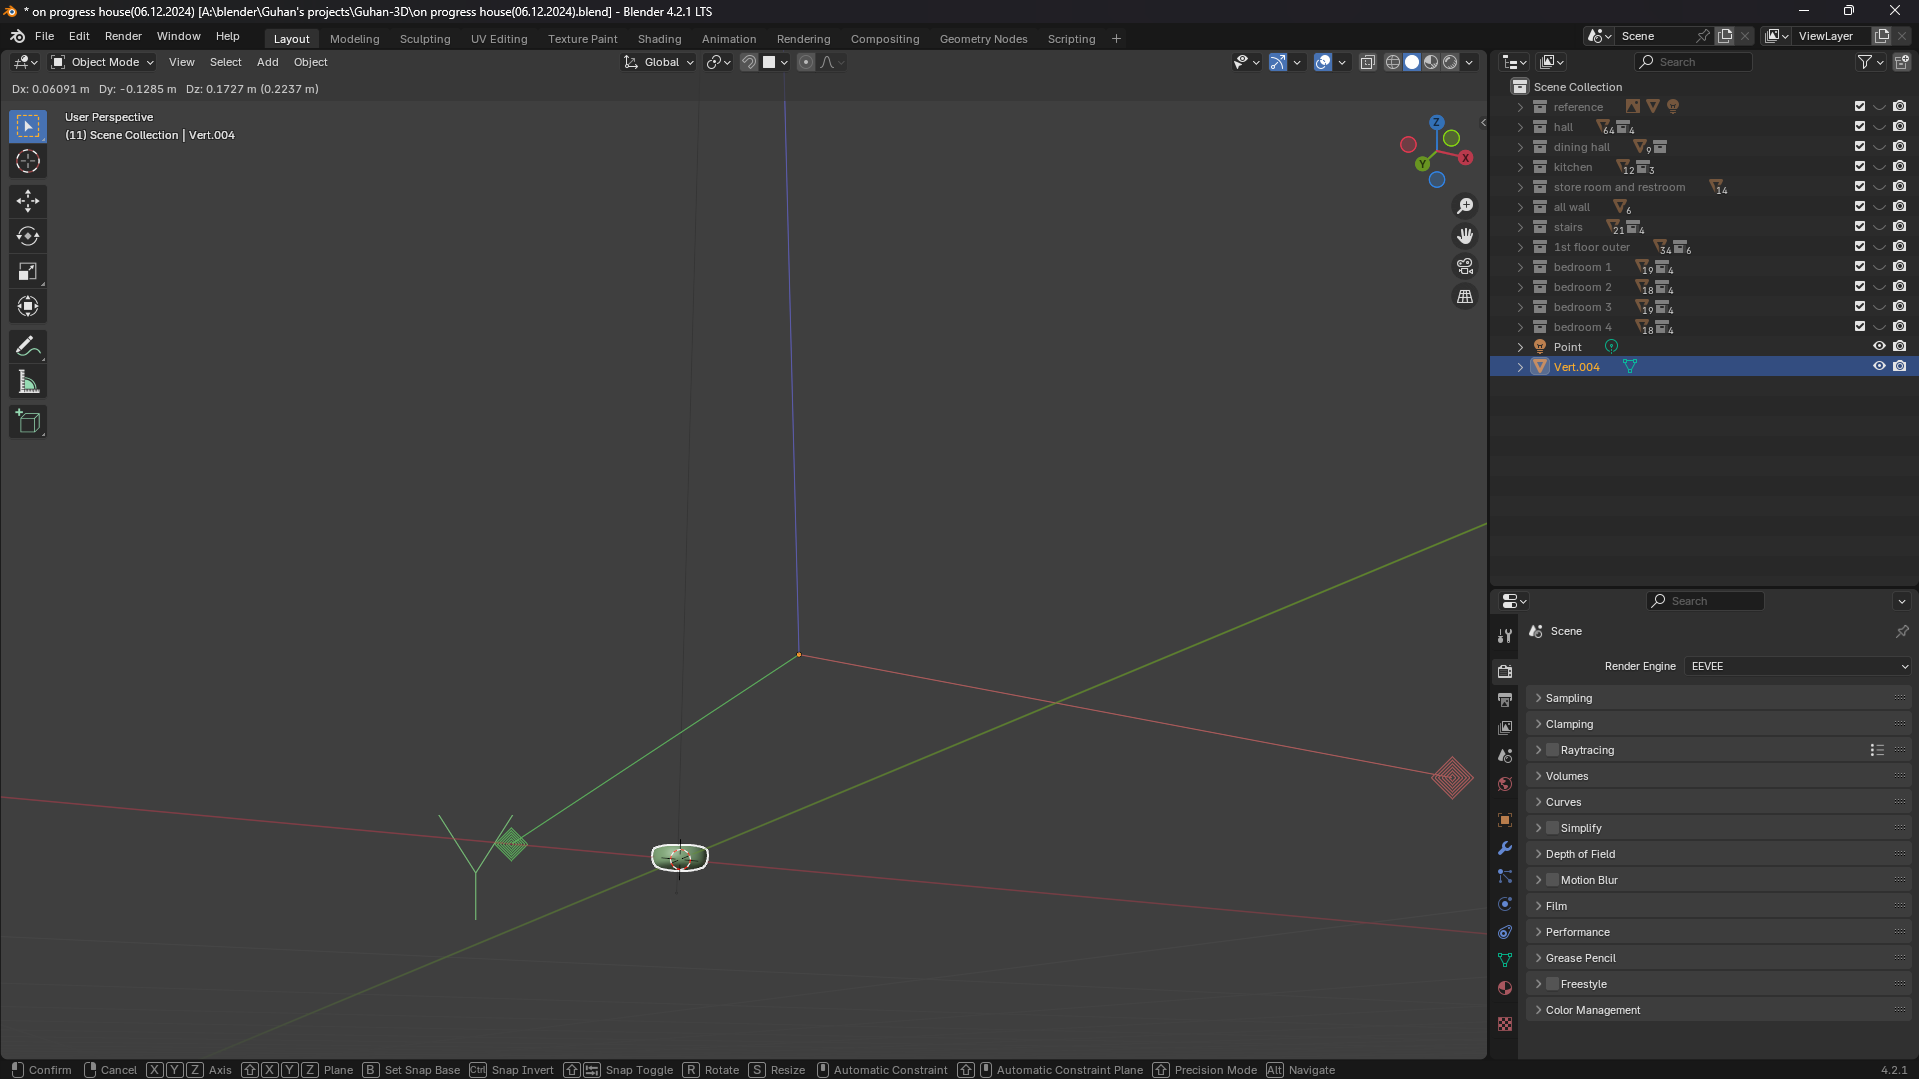 * on progress house(06.12.2024) [A:\blender\Guhan's projects\Guhan-3D\on progress house(06.12.2024).blend] - Blender 4.2.1 LTS
File Edit Render Window Help Layout Modeling Sculpting UV Editing Texture Paint Shading Animation Rendering Compositing Geometry Nodes Scripting + Scene ViewLayer
Object Mode View Select Add Object Global Search
Dx: 0.06091 m Dy: -0.1285 m Dz: 0.1727 m (0.2237 m)
User Perspective
(11) Scene Collection | Vert.004
Z
X
Y
Y
Scene Collection
reference
hall 64 4
dining hall 9
kitchen 12 3
store room and restroom 14
all wall 6
stairs 21 4
1st floor outer 34 6
bedroom 1 19 4
bedroom 2 18 4
bedroom 3 19 4
bedroom 4 18 4
Point
Vert.004
Search
Scene
Render Engine EEVEE
Sampling
Clamping
Raytracing
Volumes
Curves
Simplify
Depth of Field
Motion Blur
Film
Performance
Grease Pencil
Freestyle
Color Management
Confirm Cancel X Y Z Axis X Y Z Plane B Set Snap Base Ctrl Snap Invert Snap Toggle R Rotate S Resize Automatic Constraint Automatic Constraint Plane Precision Mode Alt Navigate 4.2.1